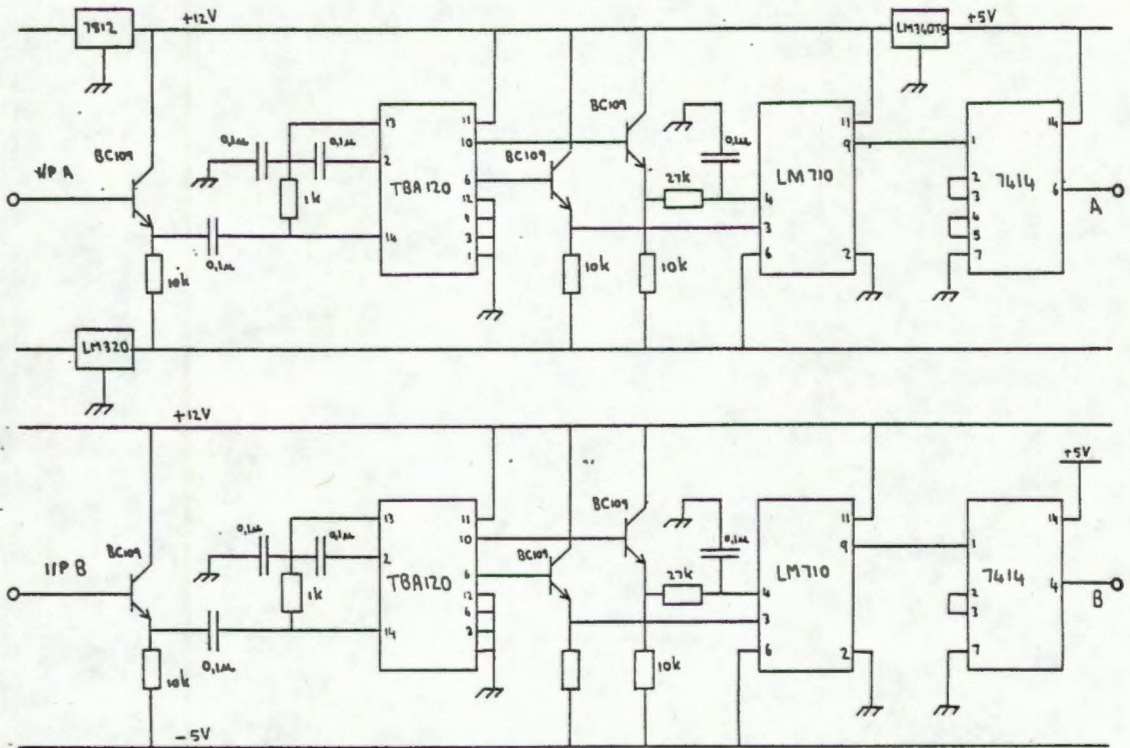 7812
+12V
LM340T5
+5V
I/P A
BC109
0,1μ
0,1μ
1k
0,1μ
10k
13
2
14
TBA120
11
10
6
12
9
3
1
BC109
BC109
10k
10k
27k
0,1μ
4
3
6
LM710
11
9
2
1
2
3
4
5
7
7414
14
6
A
LM320
+12V
I/P B
BC109
0,1μ
0,1μ
1k
0,1μ
10k
13
2
14
TBA120
11
10
6
12
6
2
1
BC109
BC109
10k
27k
0,1μ
4
3
6
LM710
11
9
2
1
2
3
7
7414
+5V
14
4
B
-5V